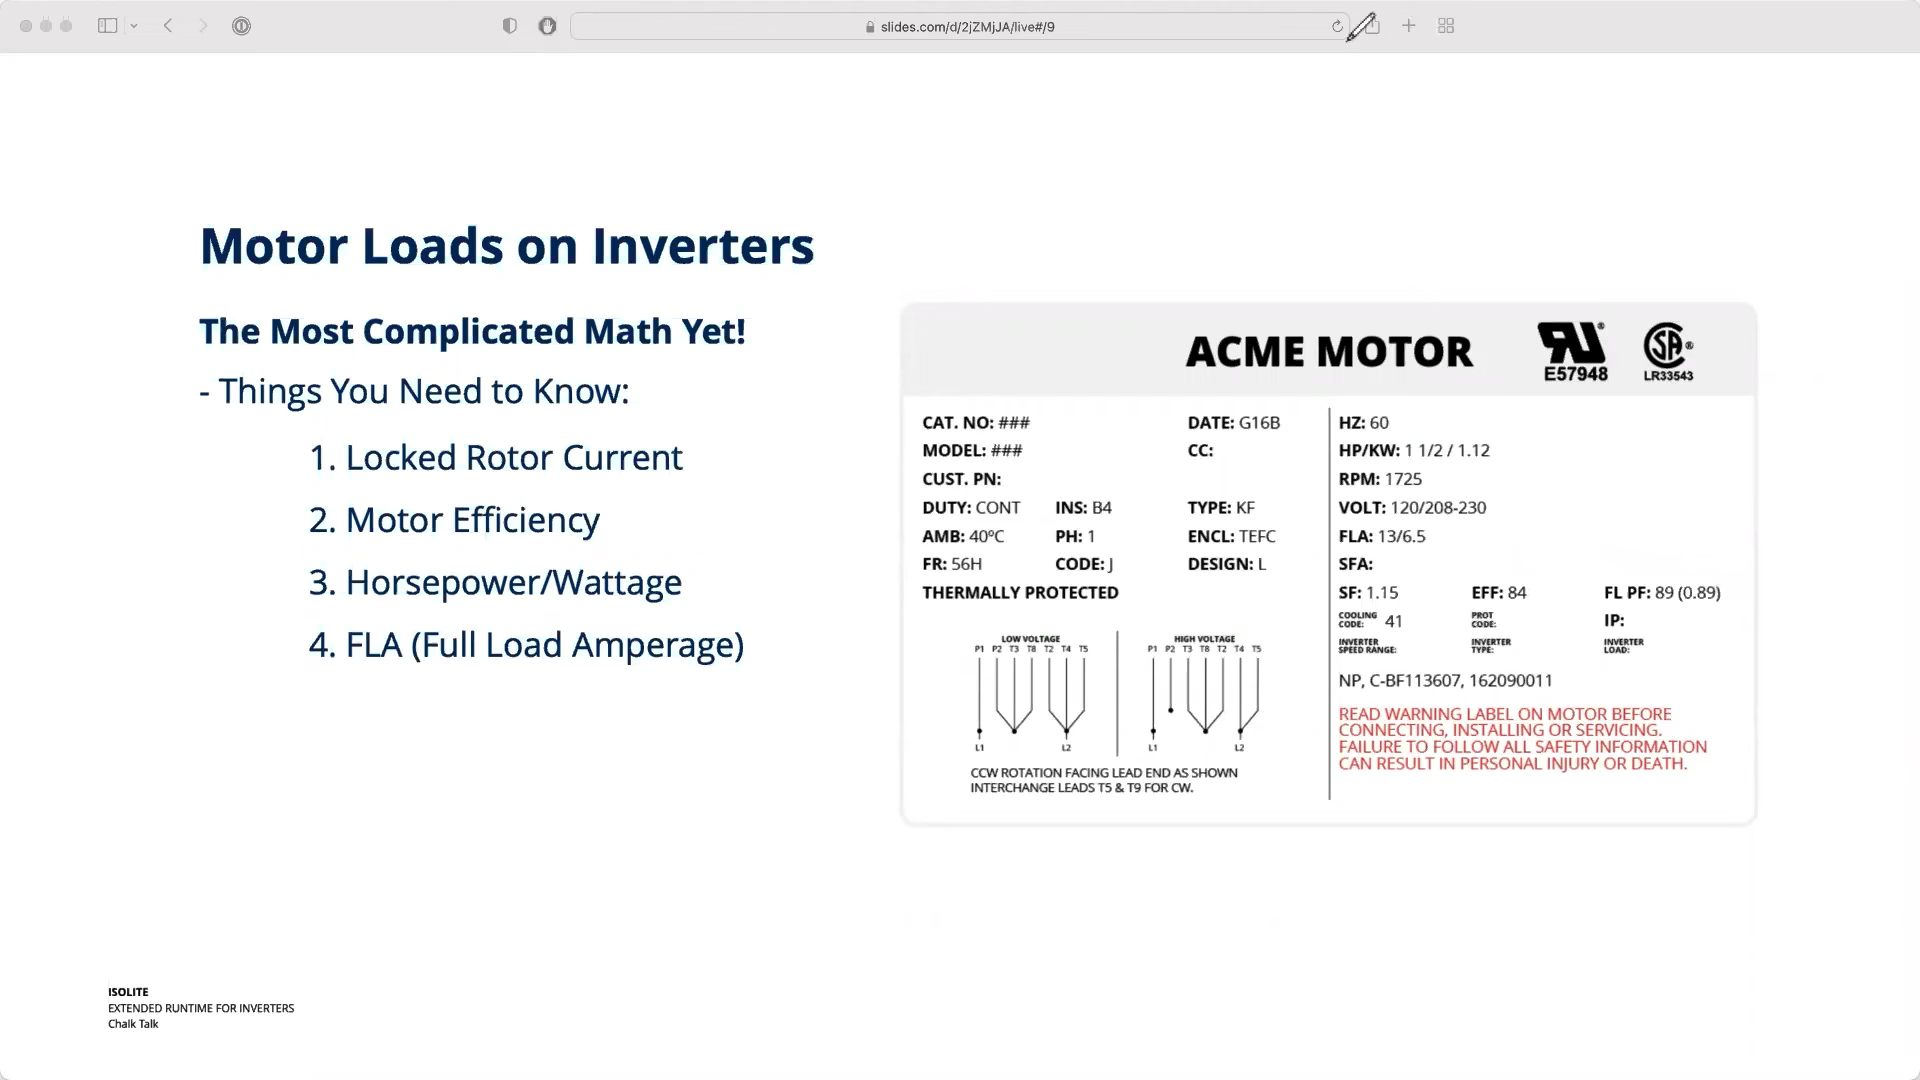 slides.com/d/2jZMjJA/live#/9
Motor Loads on Inverters
The Most Complicated Math Yet!
- Things You Need to Know:
1. Locked Rotor Current
2. Motor Efficiency
3. Horsepower/Wattage
4. FLA (Full Load Amperage)
ACME MOTOR
E57948
SA ®
LR33543
CAT. NO: ### DATE: G16B
MODEL: ### CC:
CUST. PN:
DUTY: CONT INS: B4 TYPE: KF
AMB: 40ºC PH: 1 ENCL: TEFC
FR: 56H CODE: J DESIGN: L
THERMALLY PROTECTED
LOW VOLTAGE
P1 P2 T3 T8 T2 T4 T5
L1 L2
HIGH VOLTAGE
P1 P2 T3 T8 T2 T4 T5
L1 L2
CCW ROTATION FACING LEAD END AS SHOWN
INTERCHANGE LEADS T5 & T9 FOR CW.
HZ: 60
HP/KW: 1 1/2 / 1.12
RPM: 1725
VOLT: 120/208-230
FLA: 13/6.5
SFA:
SF: 1.15 EFF: 84 FL PF: 89 (0.89)
COOLING CODE: 41 PROT CODE: IP:
INVERTER SPEED RANGE: INVERTER TYPE: INVERTER LOAD:
NP, C-BF113607, 162090011
READ WARNING LABEL ON MOTOR BEFORE
CONNECTING, INSTALLING OR SERVICING.
FAILURE TO FOLLOW ALL SAFETY INFORMATION
CAN RESULT IN PERSONAL INJURY OR DEATH.
ISOLITE
EXTENDED RUNTIME FOR INVERTERS
Chalk Talk